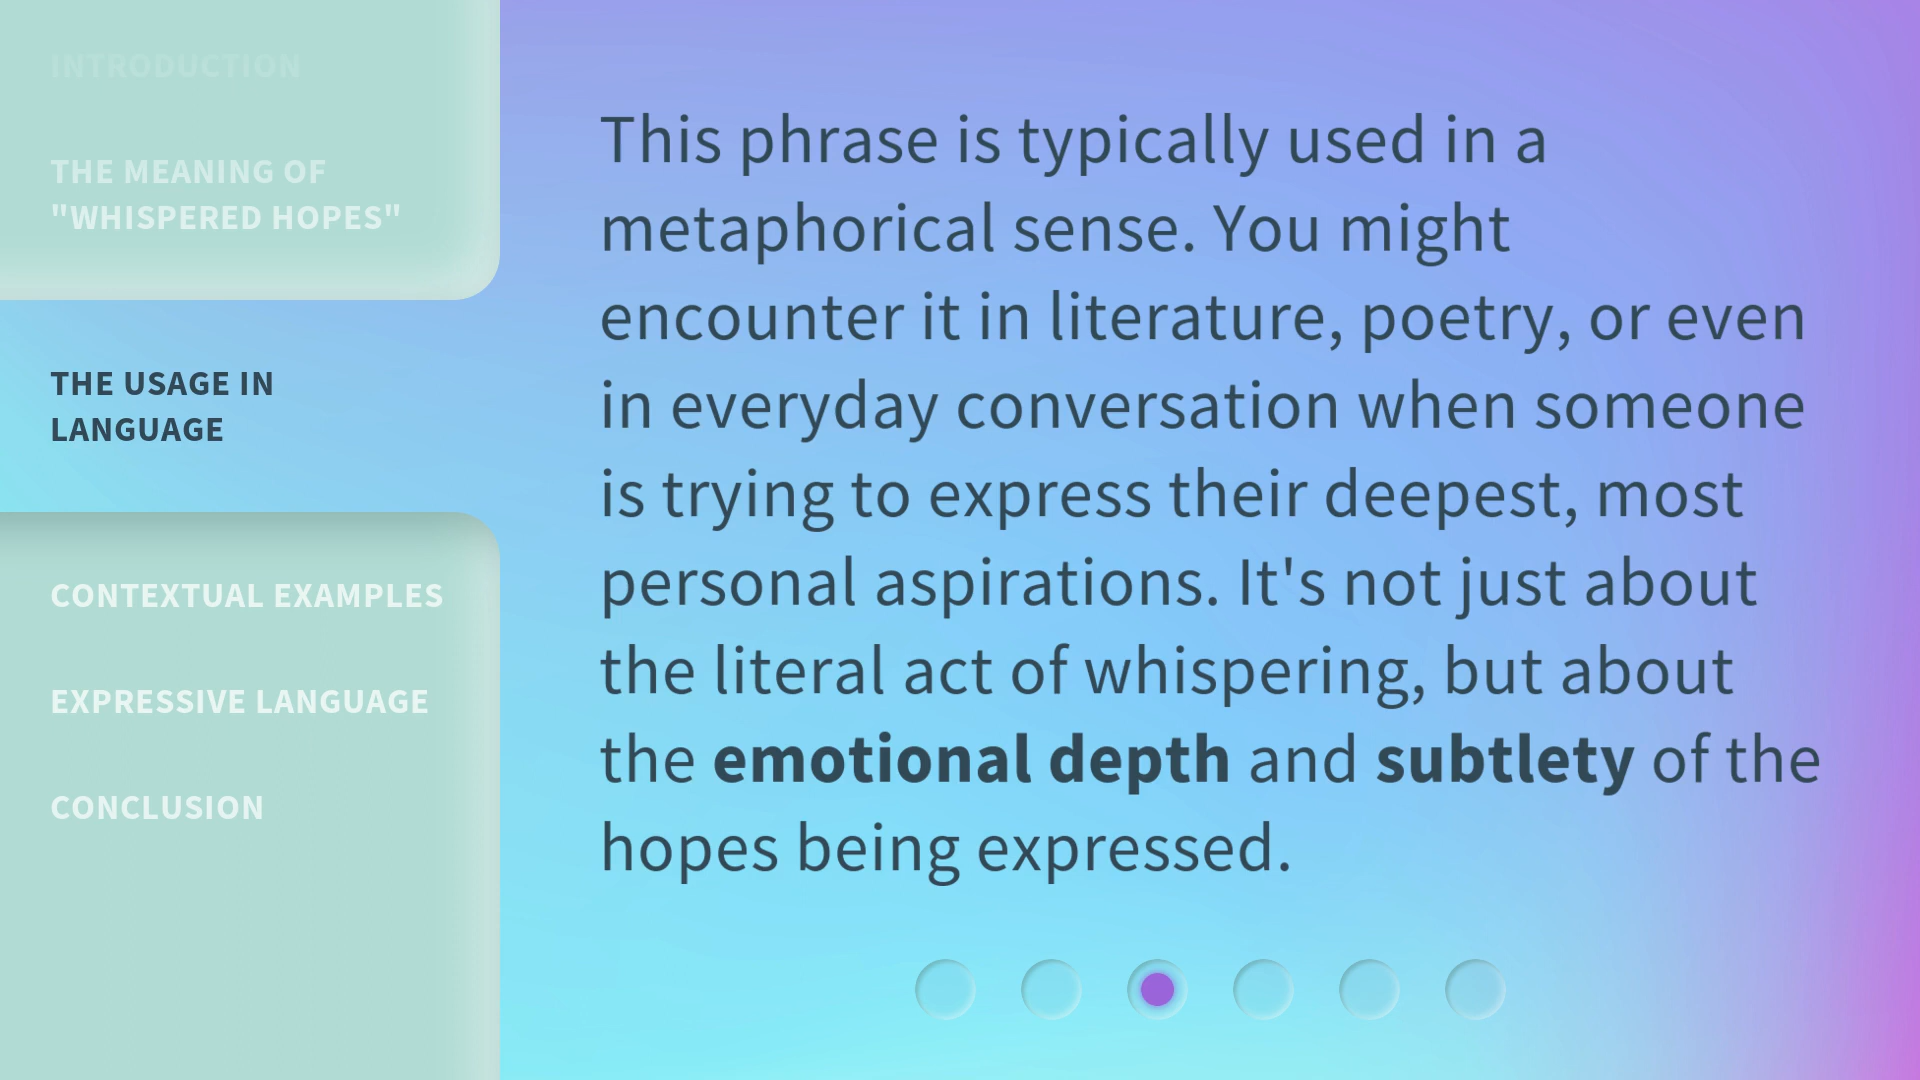 INTRODUCTION
THE MEANING OF
"WHISPERED HOPES"
THE USAGE IN
LANGUAGE
CONTEXTUAL EXAMPLES
EXPRESSIVE LANGUAGE
CONCLUSION
This phrase is typically used in a
metaphorical sense. You might
encounter it in literature, poetry, or even
in everyday conversation when someone
is trying to express their deepest, most
personal aspirations. It's not just about
the literal act of whispering, but about
the emotional depth and subtlety of the
hopes being expressed.